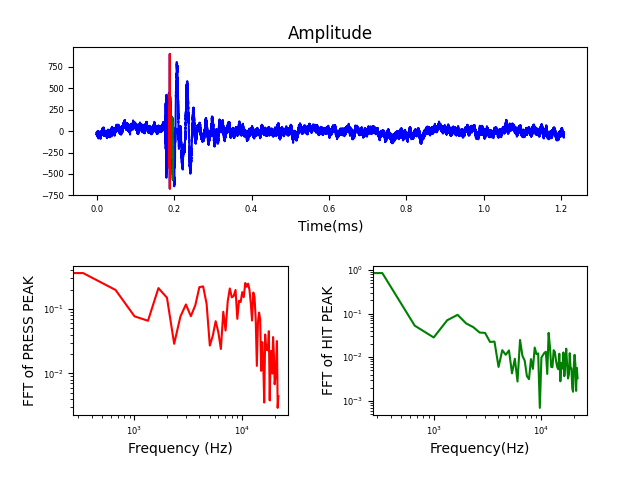 Amplitude
750
500
250
0
−250
−500
−750
0.0 0.2 0.4 0.6 0.8 1.0 1.2
Time(ms)
FFT of PRESS PEAK
10⁻¹
10⁻²
10³ 10⁴
Frequency (Hz)
FFT of HIT PEAK
10⁰
10⁻¹
10⁻²
10⁻³
10³ 10⁴
Frequency(Hz)